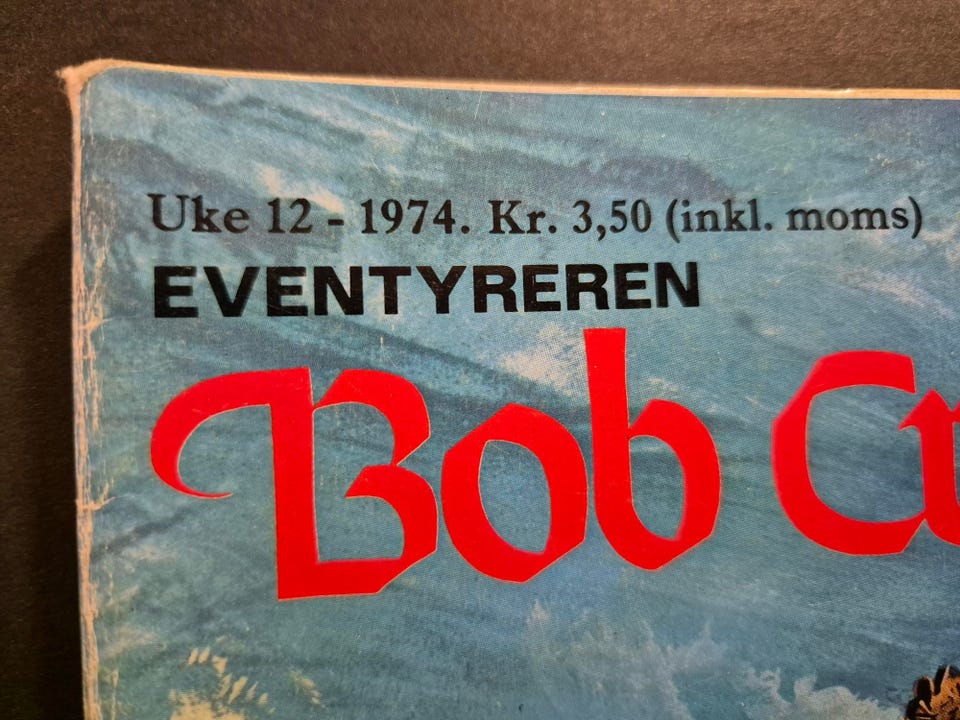 Uke 12 - 1974. Kr. 3,50 (inkl. moms)
EVENTYREREN
Bob